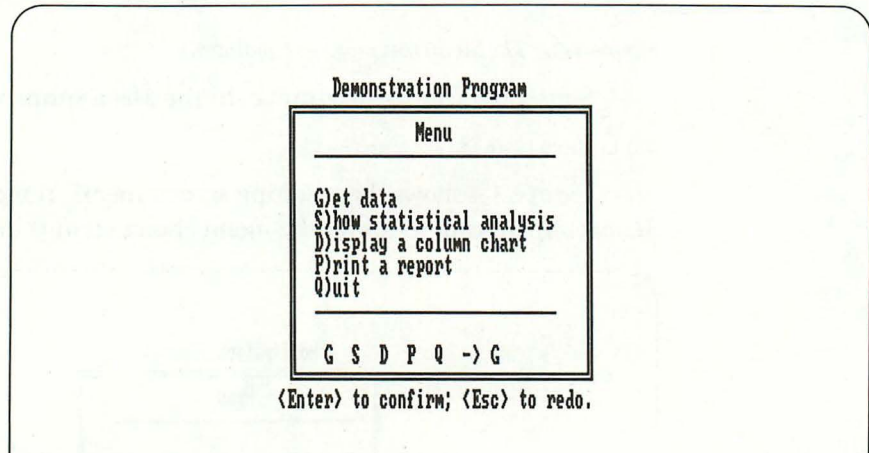 Demonstration Program
Menu
G)et data
S)how statistical analysis
D)isplay a column chart
P)rint a report
Q)uit
G S D P Q -> G
<Enter> to confirm; <Esc> to redo.